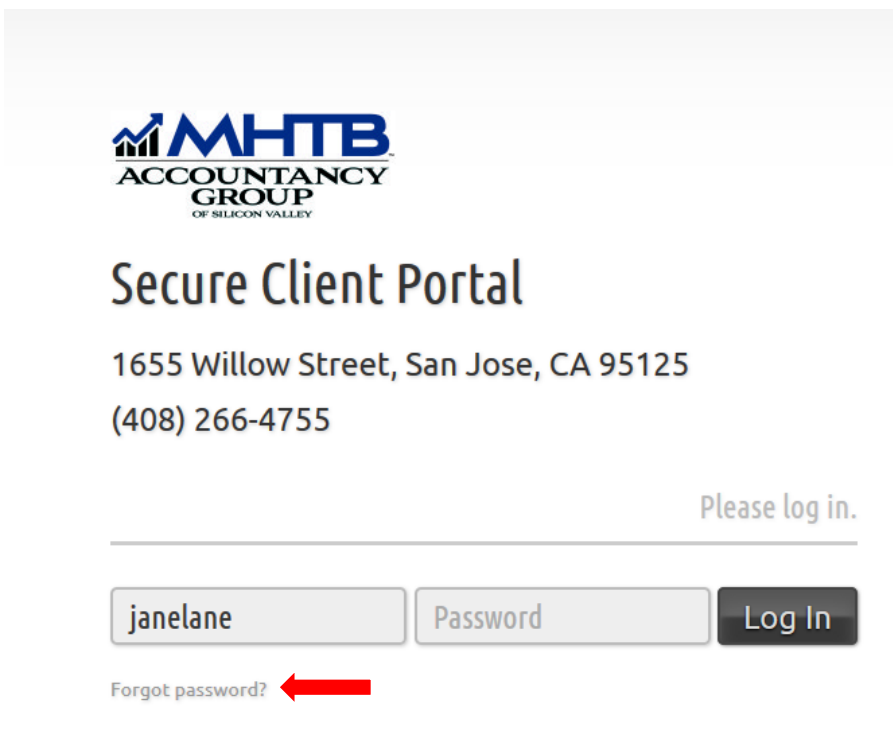 MHTB
ACCOUNTANCY
GROUP
OF SILICON VALLEY
Secure Client Portal
1655 Willow Street, San Jose, CA 95125
(408) 266-4755
Please log in.
janelane Password Log In
Forgot password?